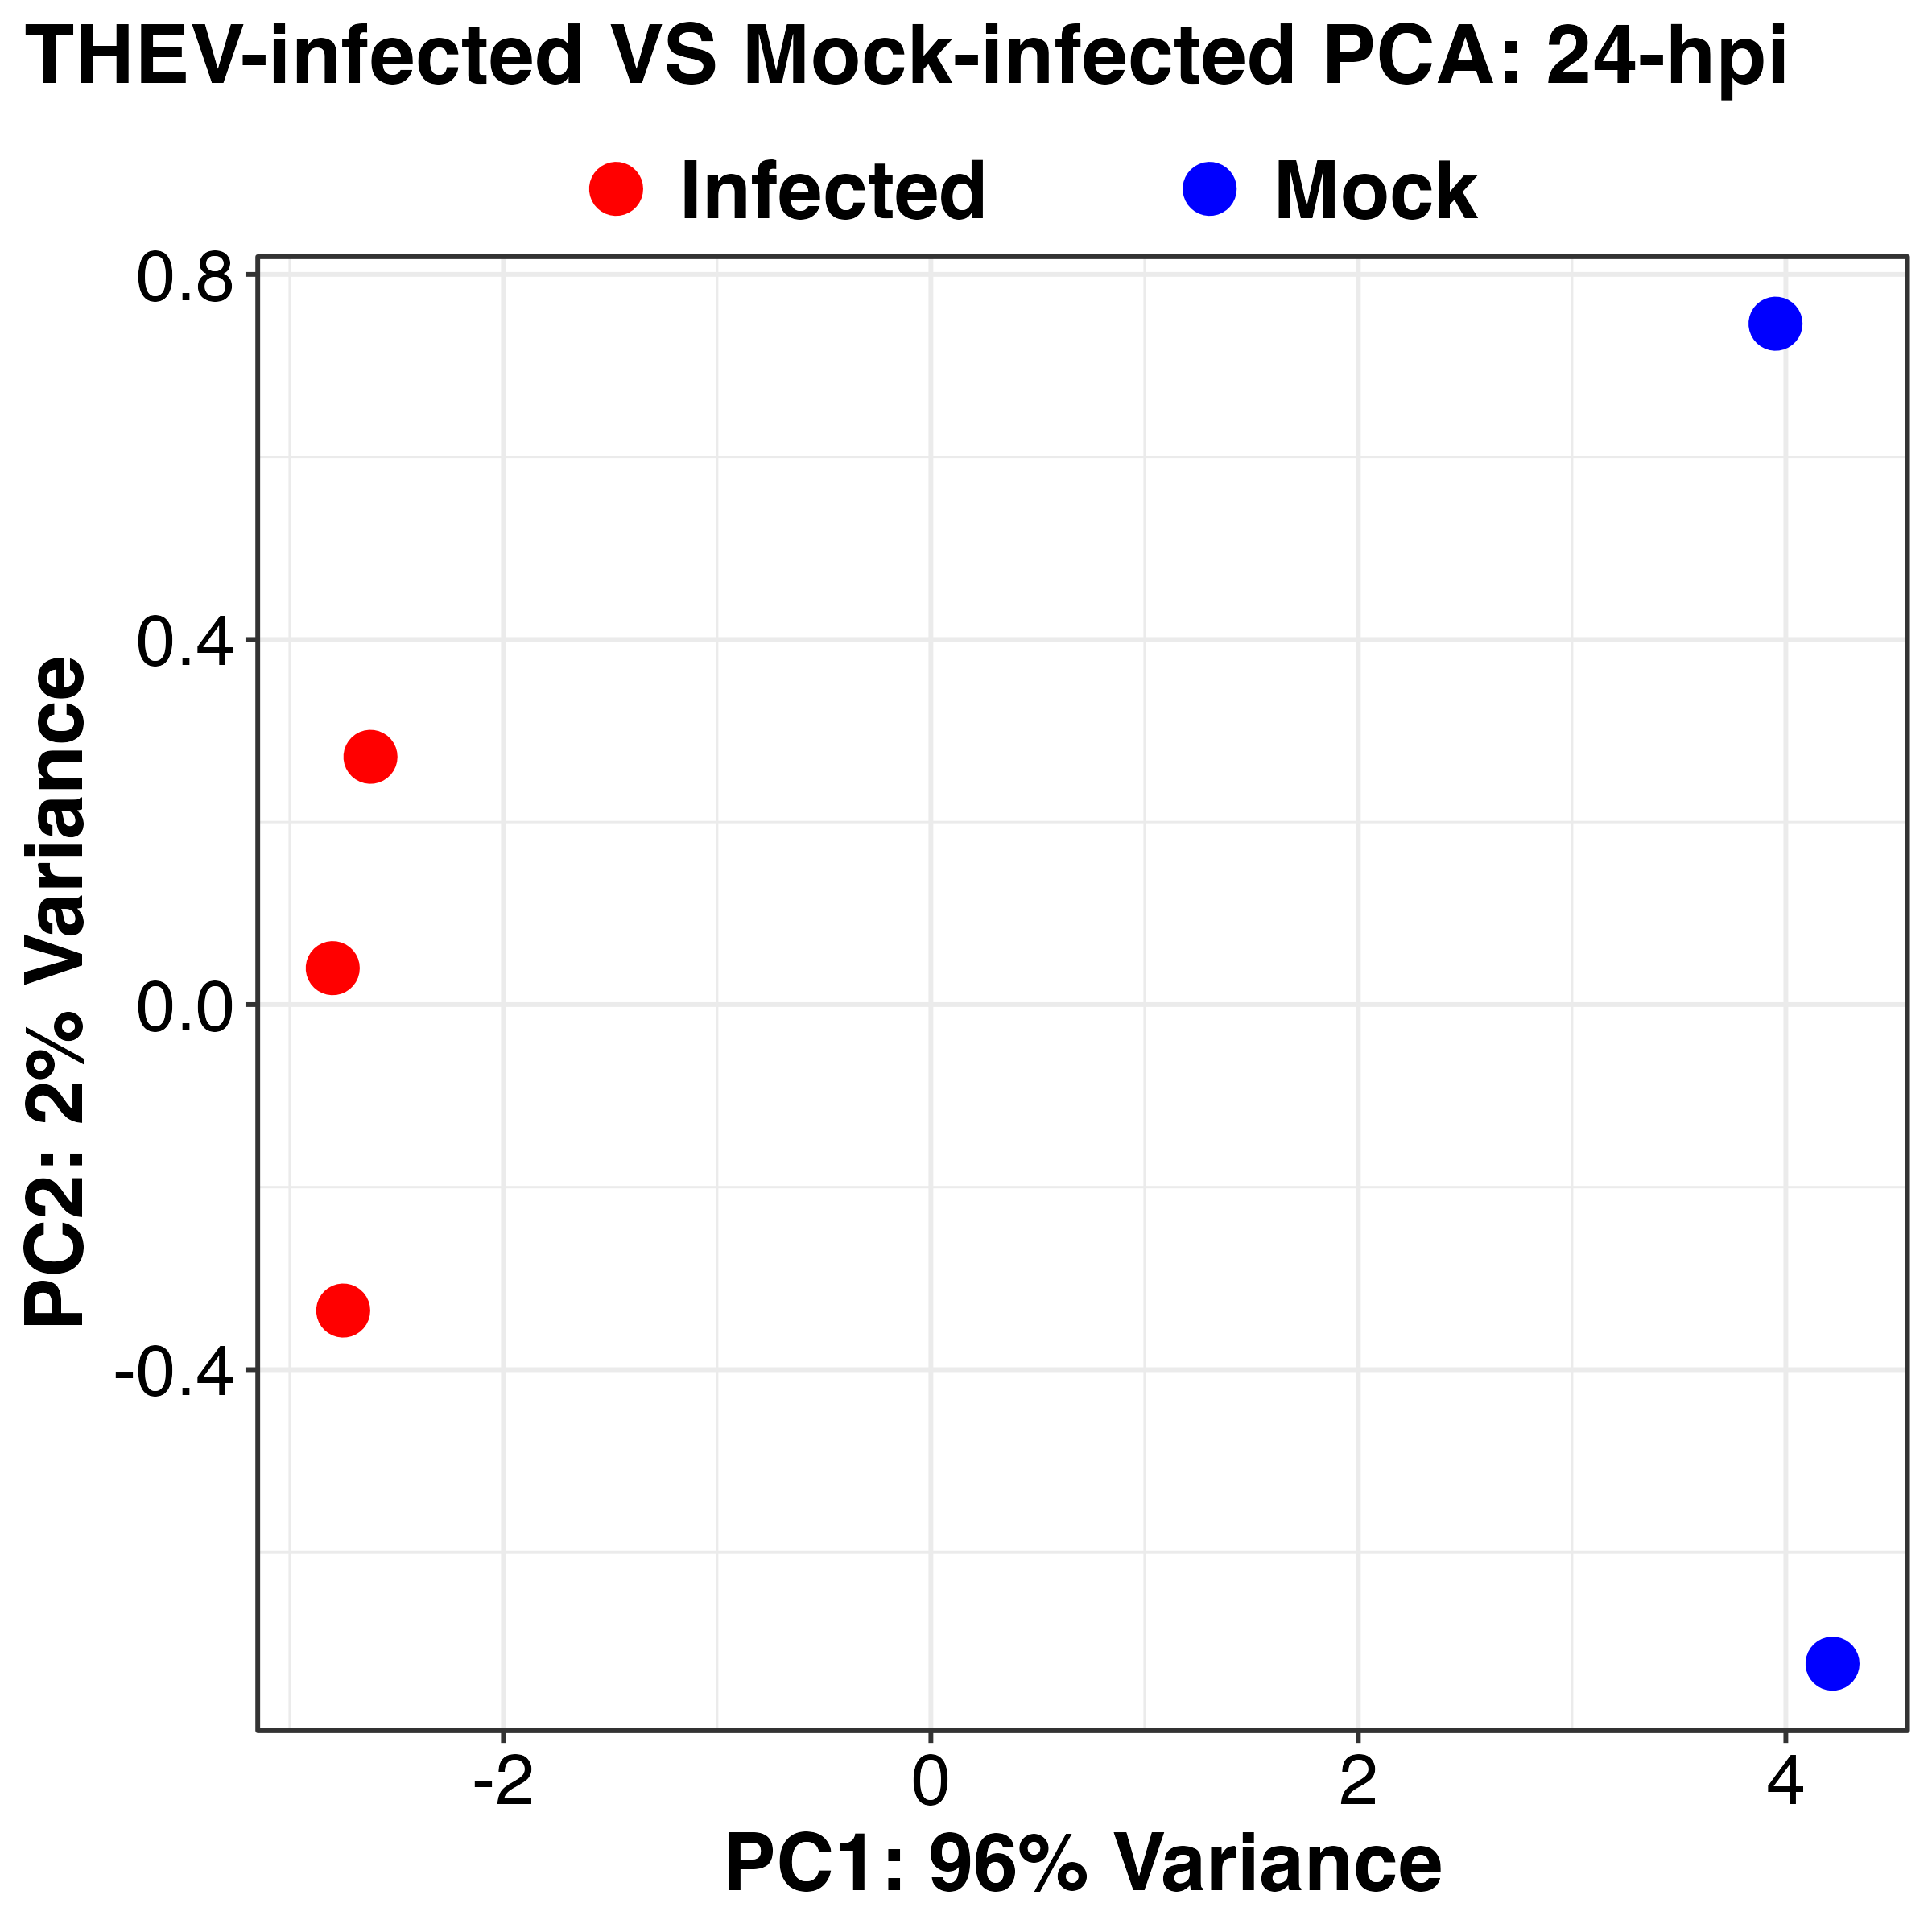 THEV-infected VS Mock-infected PCA: 24-hpi
Infected
Mock
PC2: 2% Variance
0.8
0.4
0.0
-0.4
-2
0
2
4
PC1: 96% Variance